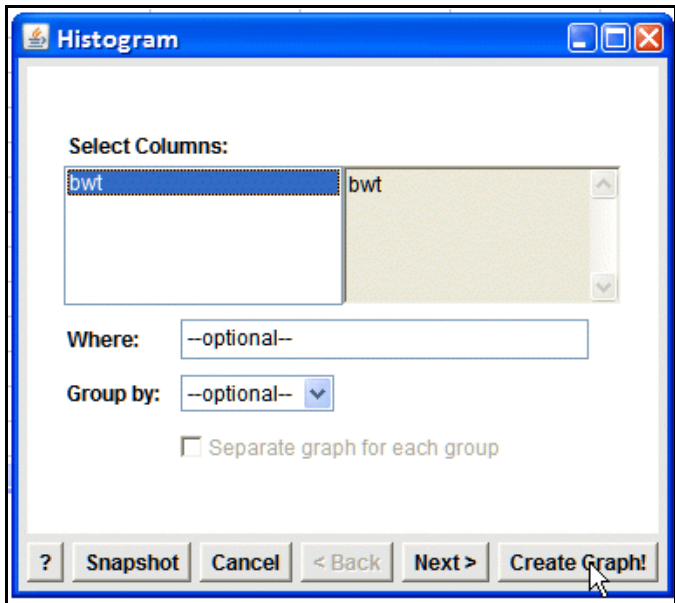 Histogram
Select Columns:
bwt bwt
Where: --optional--
Group by: --optional--
Separate graph for each group
? Snapshot Cancel < Back Next > Create Graph!